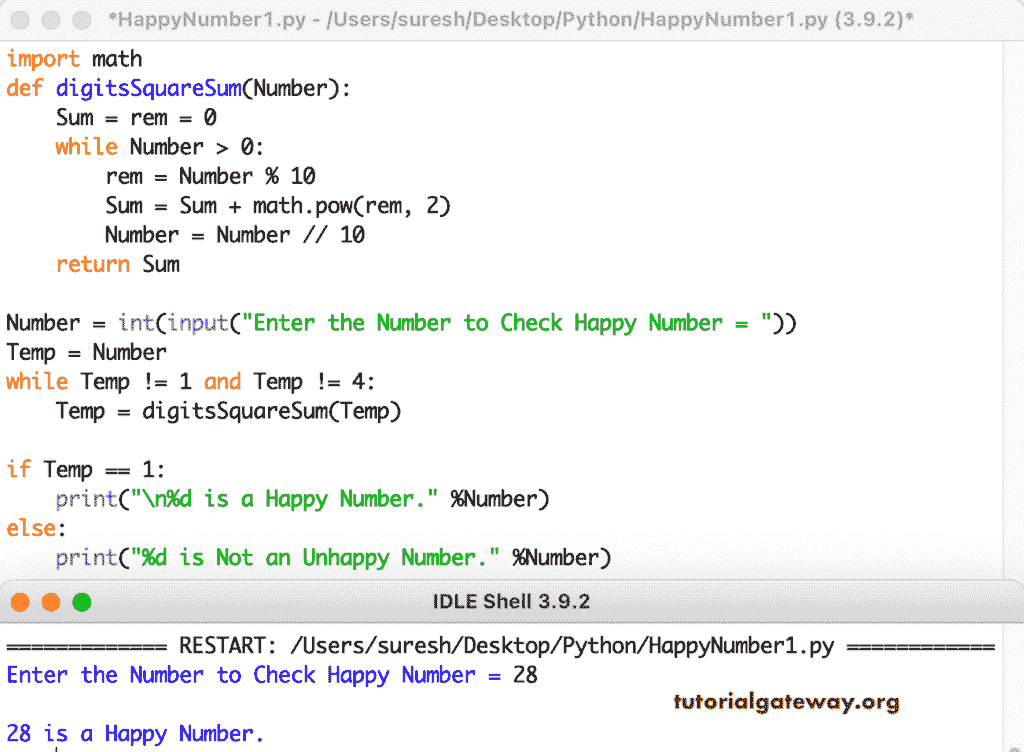 *HappyNumber1.py - /Users/suresh/Desktop/Python/HappyNumber1.py (3.9.2)*
import math
def digitsSquareSum(Number):
    Sum = rem = 0
    while Number > 0:
        rem = Number % 10
        Sum = Sum + math.pow(rem, 2)
        Number = Number // 10
    return Sum

Number = int(input("Enter the Number to Check Happy Number = "))
Temp = Number
while Temp != 1 and Temp != 4:
    Temp = digitsSquareSum(Temp)

if Temp == 1:
    print("\n%d is a Happy Number." %Number)
else:
    print("%d is Not an Unhappy Number." %Number)
IDLE Shell 3.9.2
============= RESTART: /Users/suresh/Desktop/Python/HappyNumber1.py ============
Enter the Number to Check Happy Number = 28
tutorialgateway.org
28 is a Happy Number.